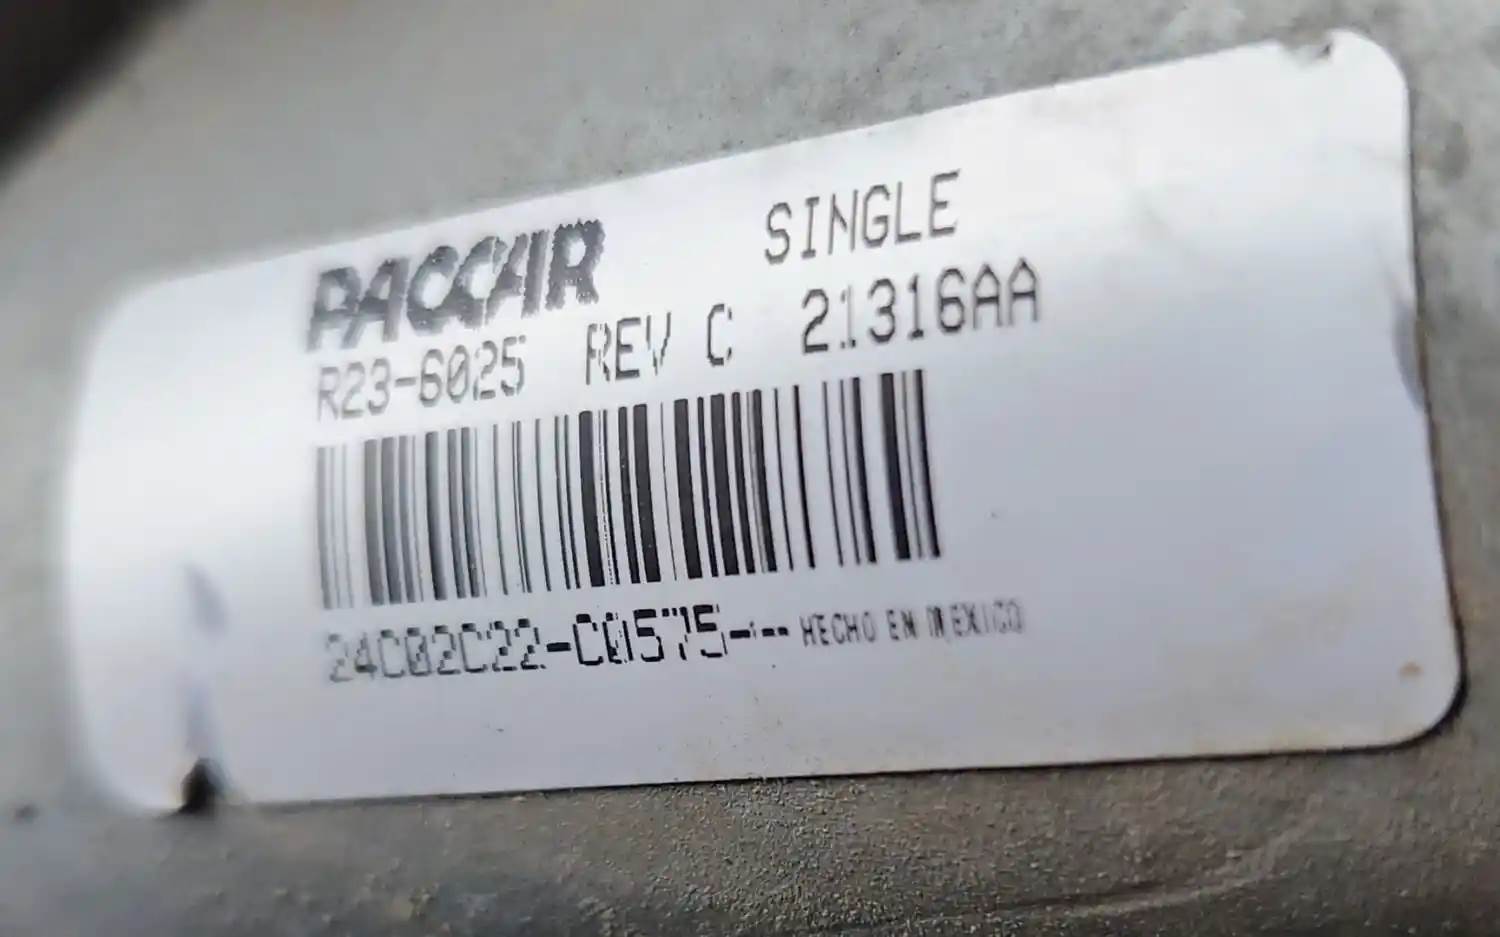 PACCAR SINGLE
R23-6025 REV C 21316AA
24C02C22-C0575--- HECHO EN MEXICO